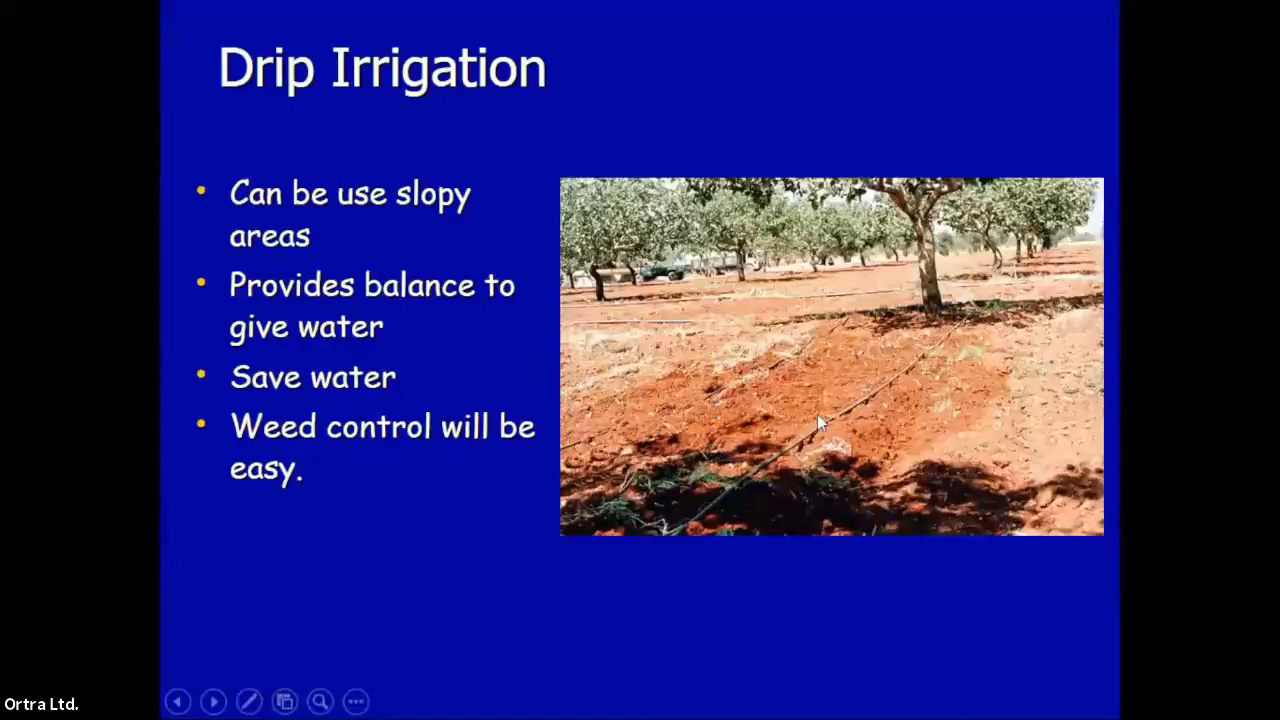 Drip Irrigation
• Can be use slopy
areas
• Provides balance to
give water
• Save water
• Weed control will be
easy.
Ortra Ltd.